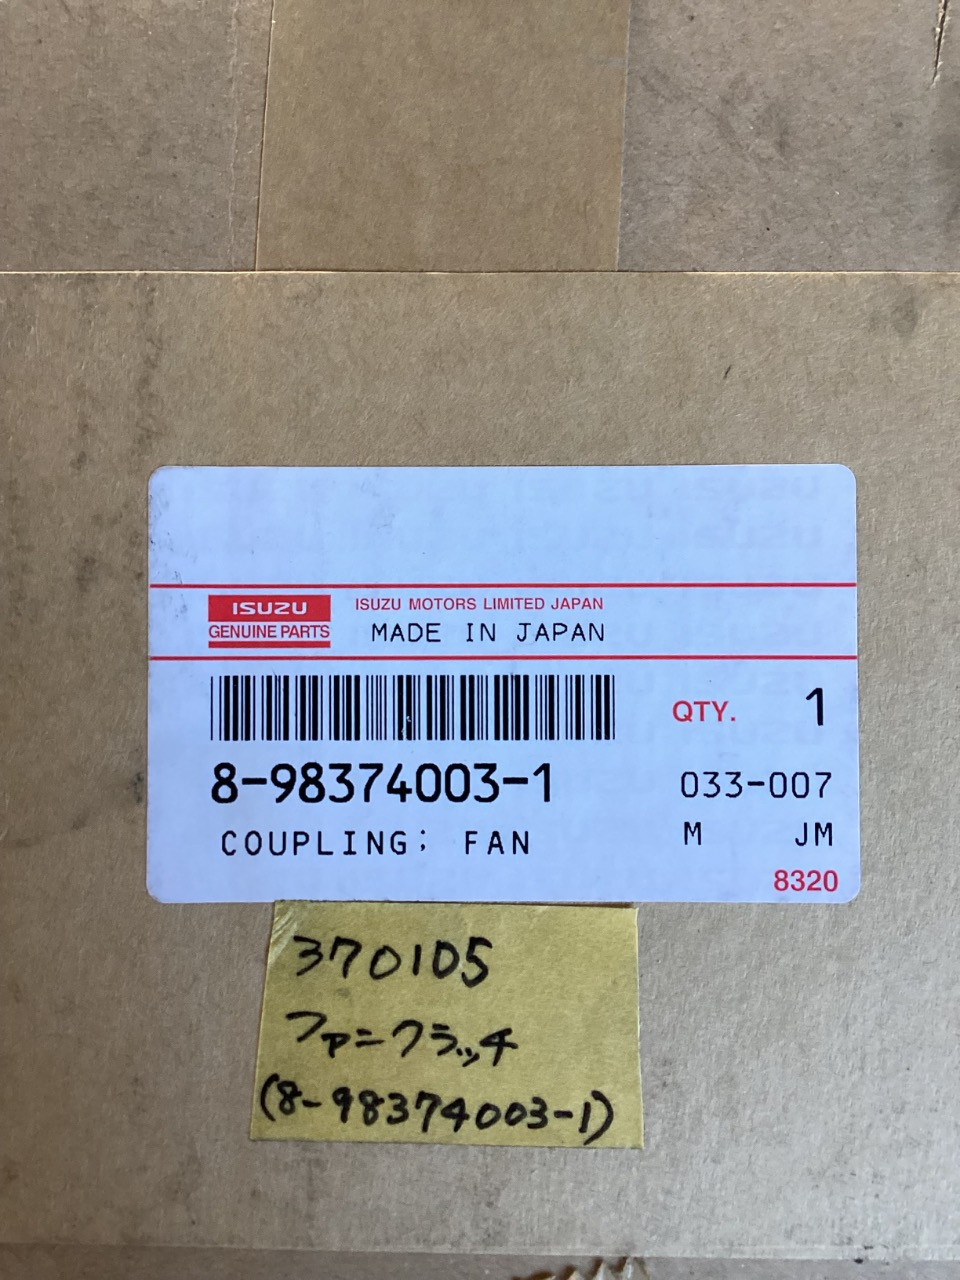 ISUZU
GENUINE PARTS
ISUZU MOTORS LIMITED JAPAN
MADE IN JAPAN
QTY. 1
8-98374003-1
033-007
COUPLING; FAN
M JM
8320
370105
ファニクラッチ
(8-98374003-1)